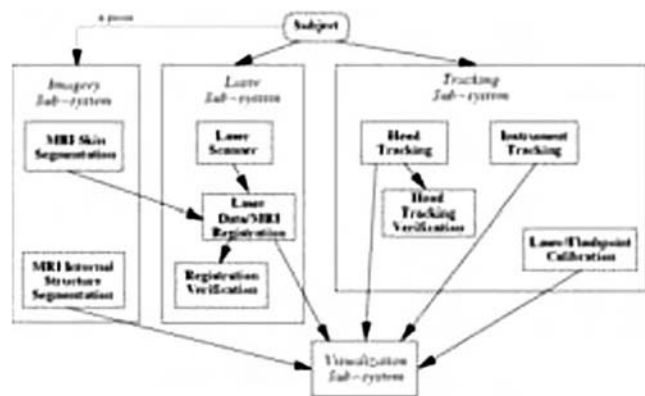 a priori
Subject
Imagery
Sub-system
Laser
Sub-system
Tracking
Sub-system
MRI Skin
Segmentation
Laser
Scanner
Head
Tracking
Instrument
Tracking
Laser
Data/MRI
Registration
Head
Tracking
Verification
MRI Internal
Structure
Segmentation
Registration
Verification
Laser/Flashpoint
Calibration
Visualization
Sub-system